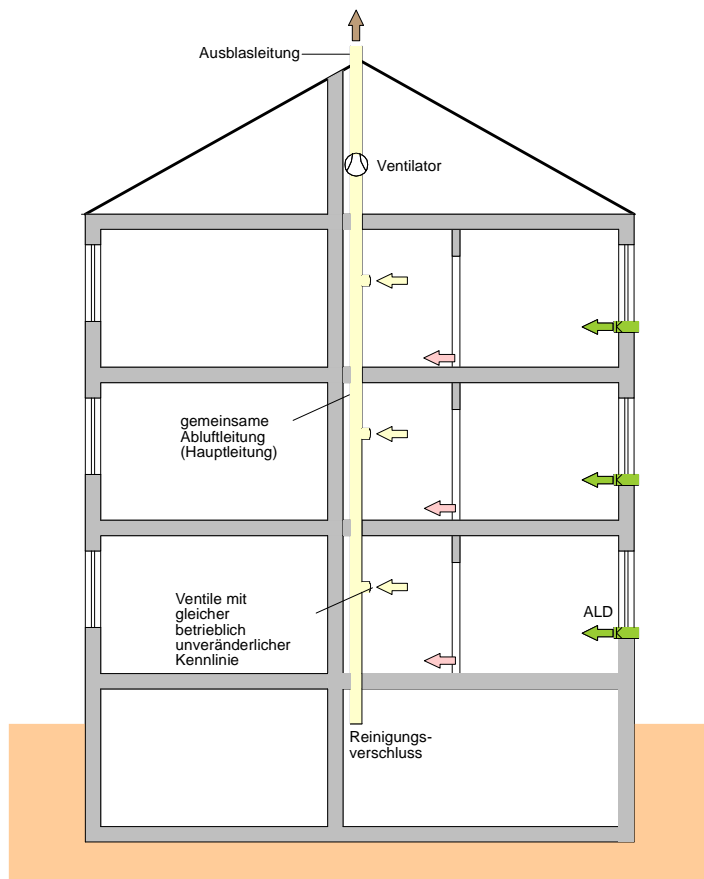 Ausblasleitung
Ventilator
gemeinsame
Abluftleitung
(Hauptleitung)
Ventile mit
gleicher
betrieblich
unveränderlicher
Kennlinie
ALD
Reinigungs-
verschluss